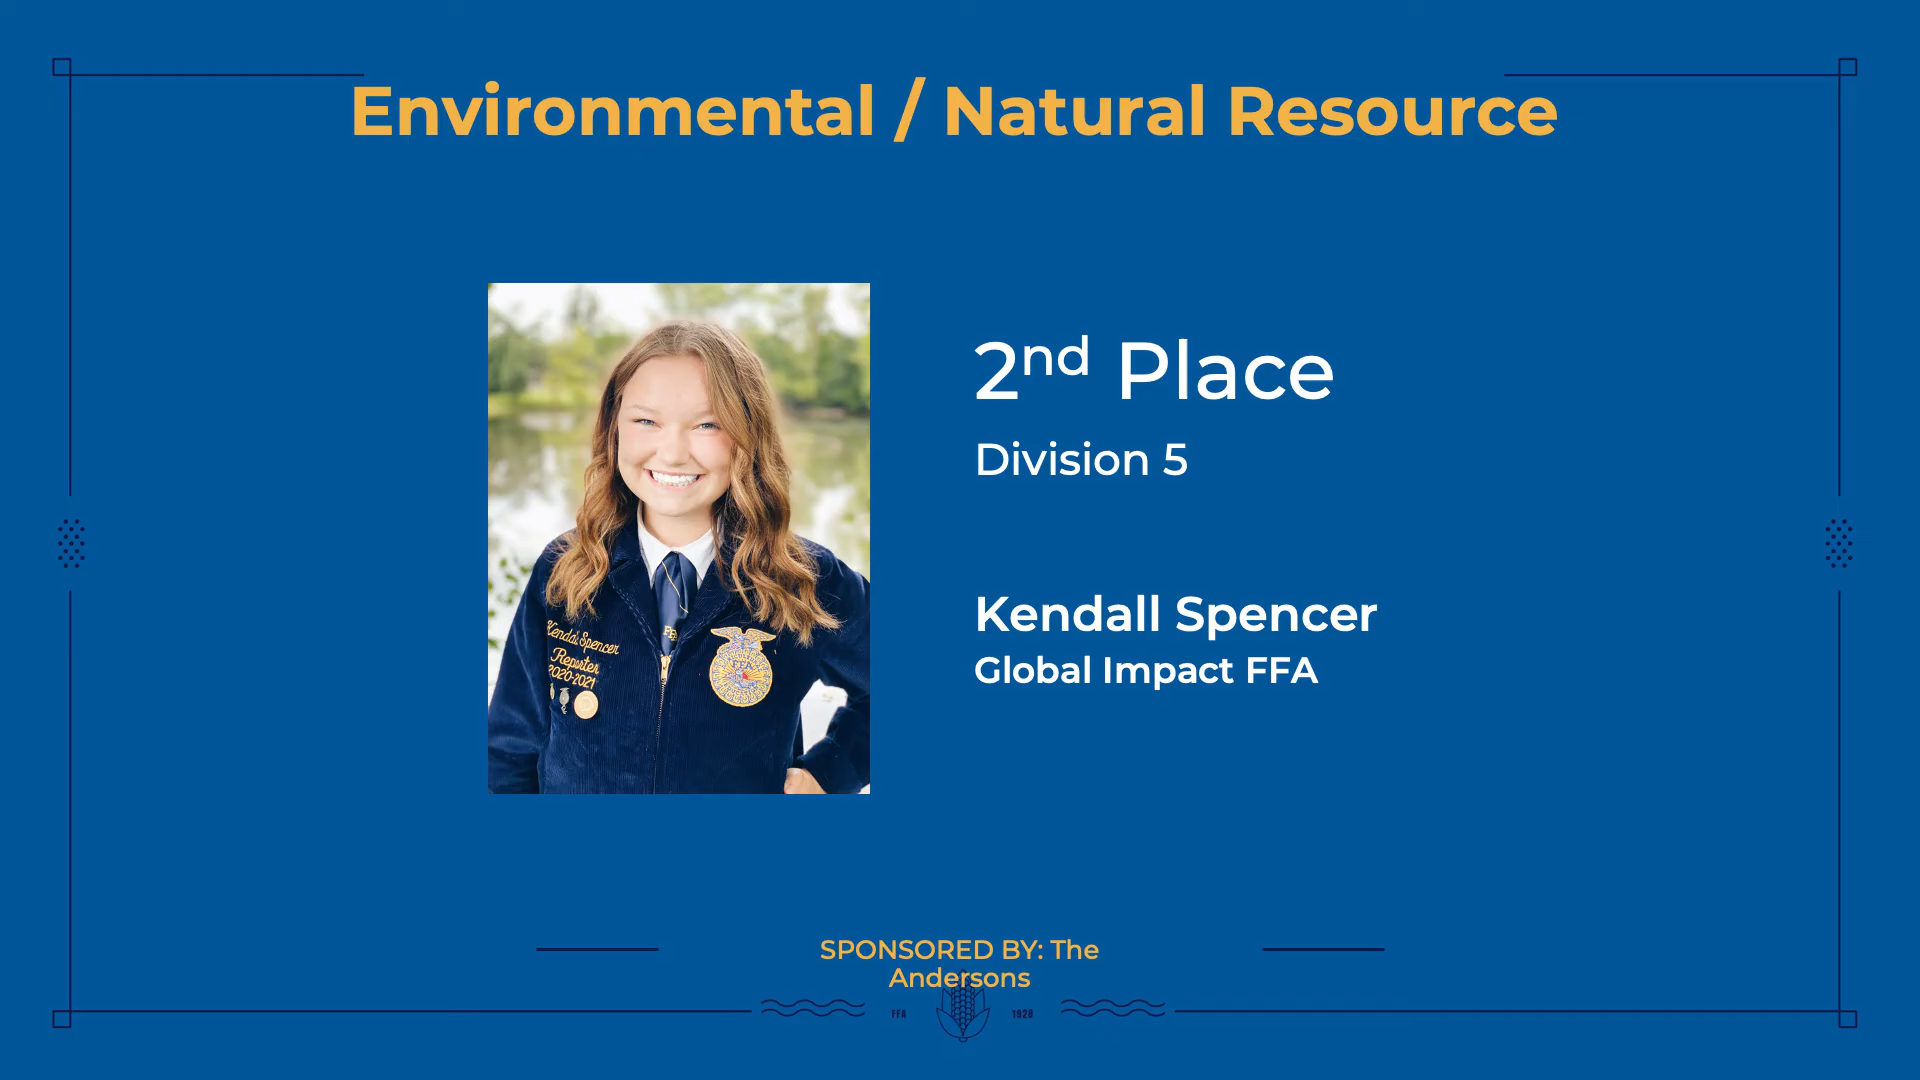 Environmental / Natural Resource
2nd Place
Division 5
Kendall Spencer
Global Impact FFA
Kendall Spencer
Reporter
2020-2021
FFA
SPONSORED BY: The
Andersons
FFA 1928